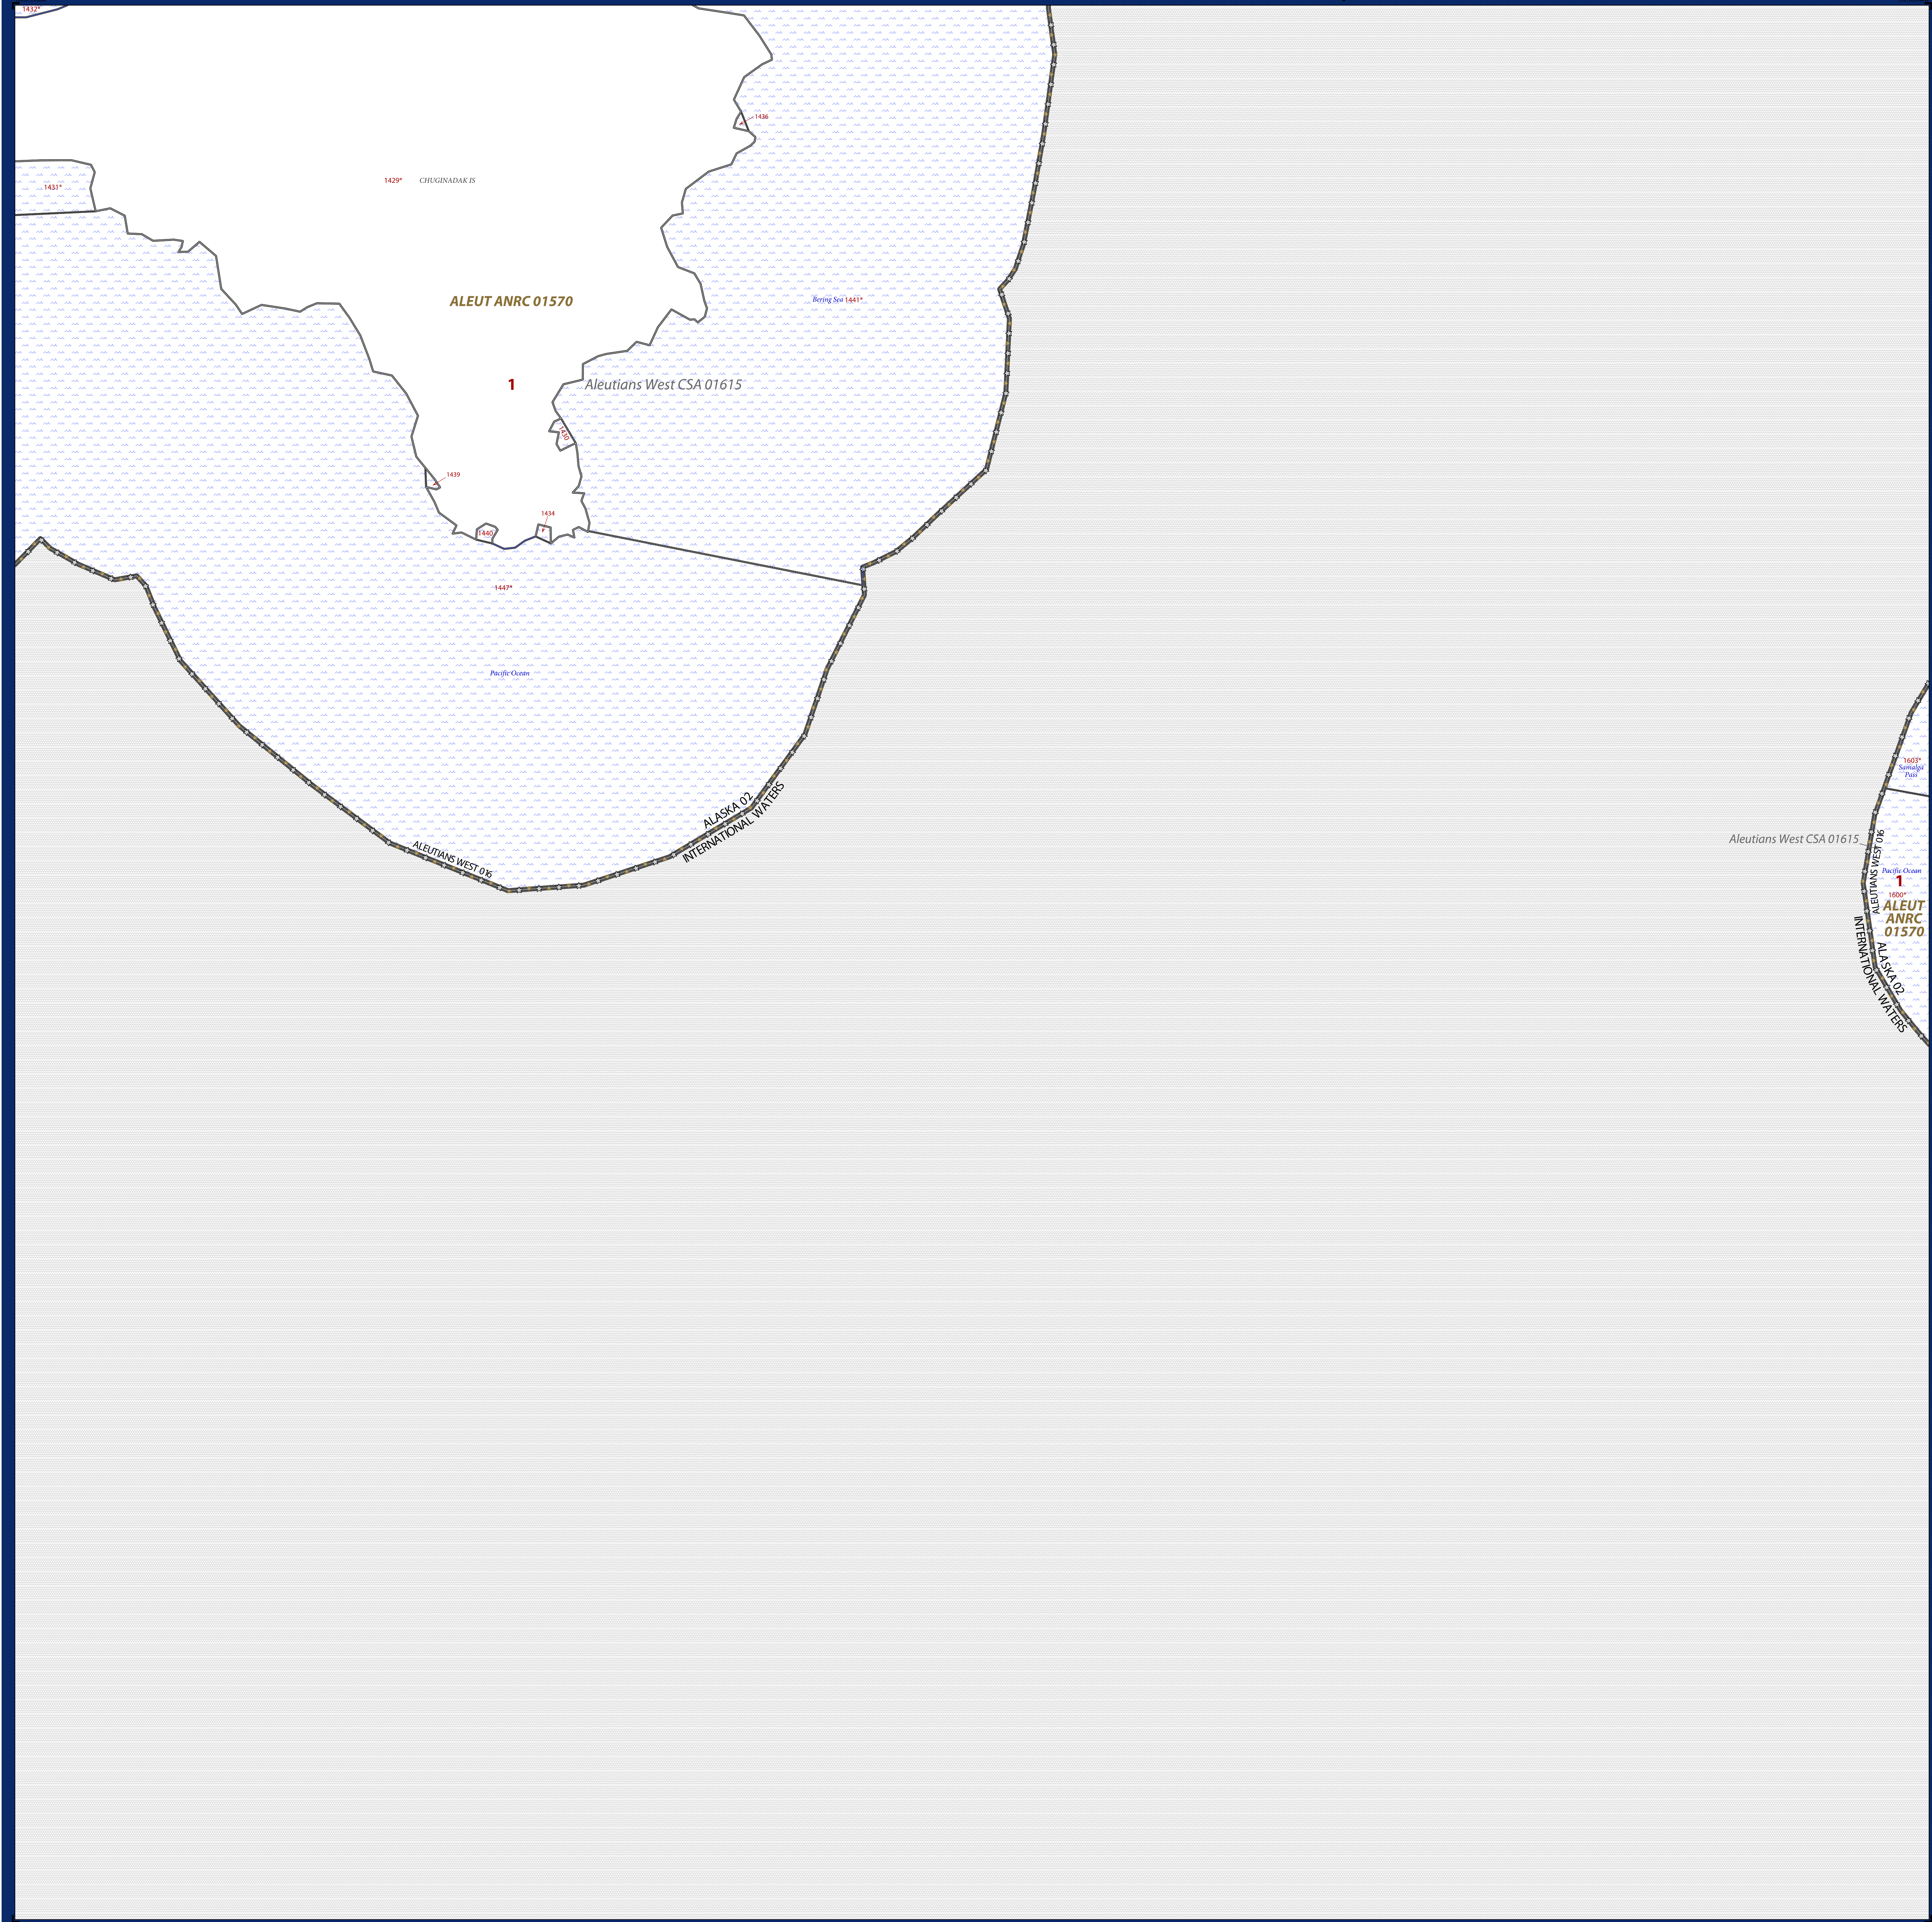 1432*
1436
1429* CHUGINADAK IS
1431*
Bering Sea 1441*
ALEUT ANRC 01570
1
Aleutians West CSA 01615
1430
1439
1434
1440
1447*
Pacific Ocean
ALASKA 02
INTERNATIONAL WATERS
ALEUTIANS WEST 016
1603*
Samalga
Pass
Aleutians West CSA 01615
ALEUTIANS WEST 016
Pacific Ocean
1
1600*
ALEUT
ANRC
01570
ALASKA 02
INTERNATIONAL WATERS